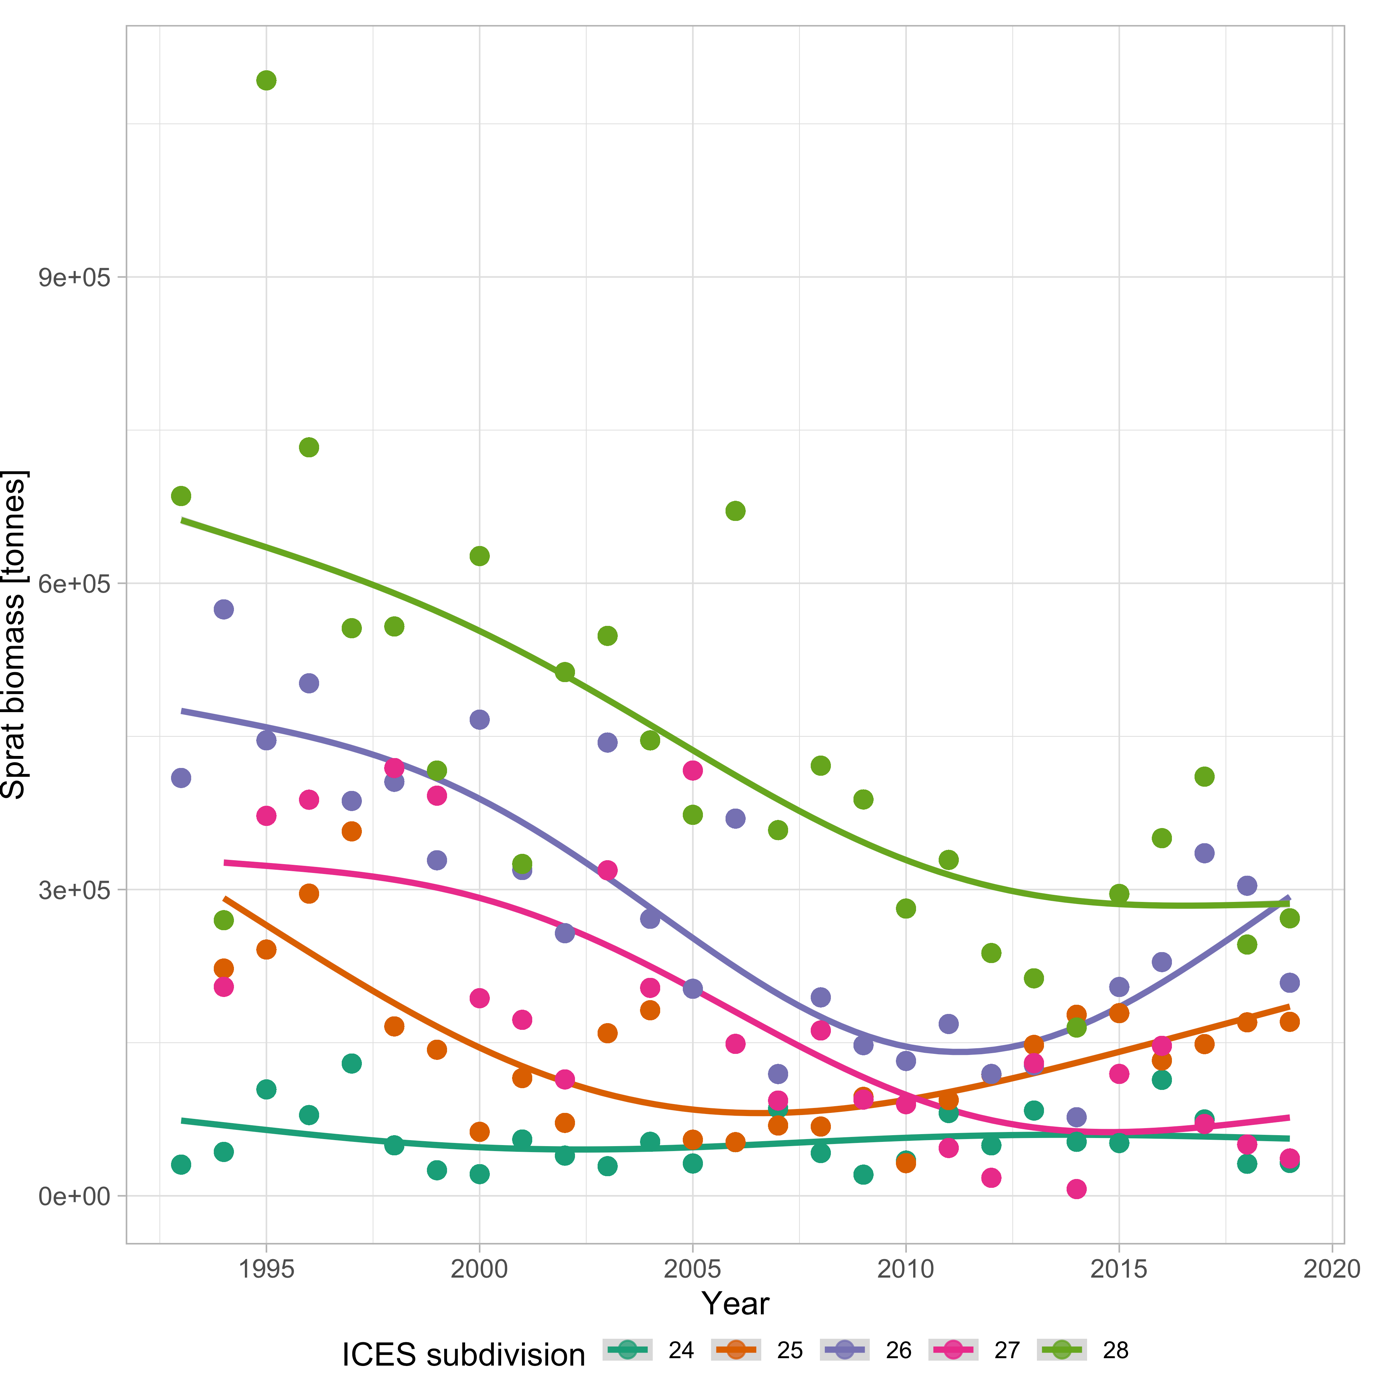 Sprat biomass [tonnes]
9e+05
6e+05
3e+05
0e+00
1995 2000 2005 2010 2015 2020
Year
ICES subdivision 24 25 26 27 28